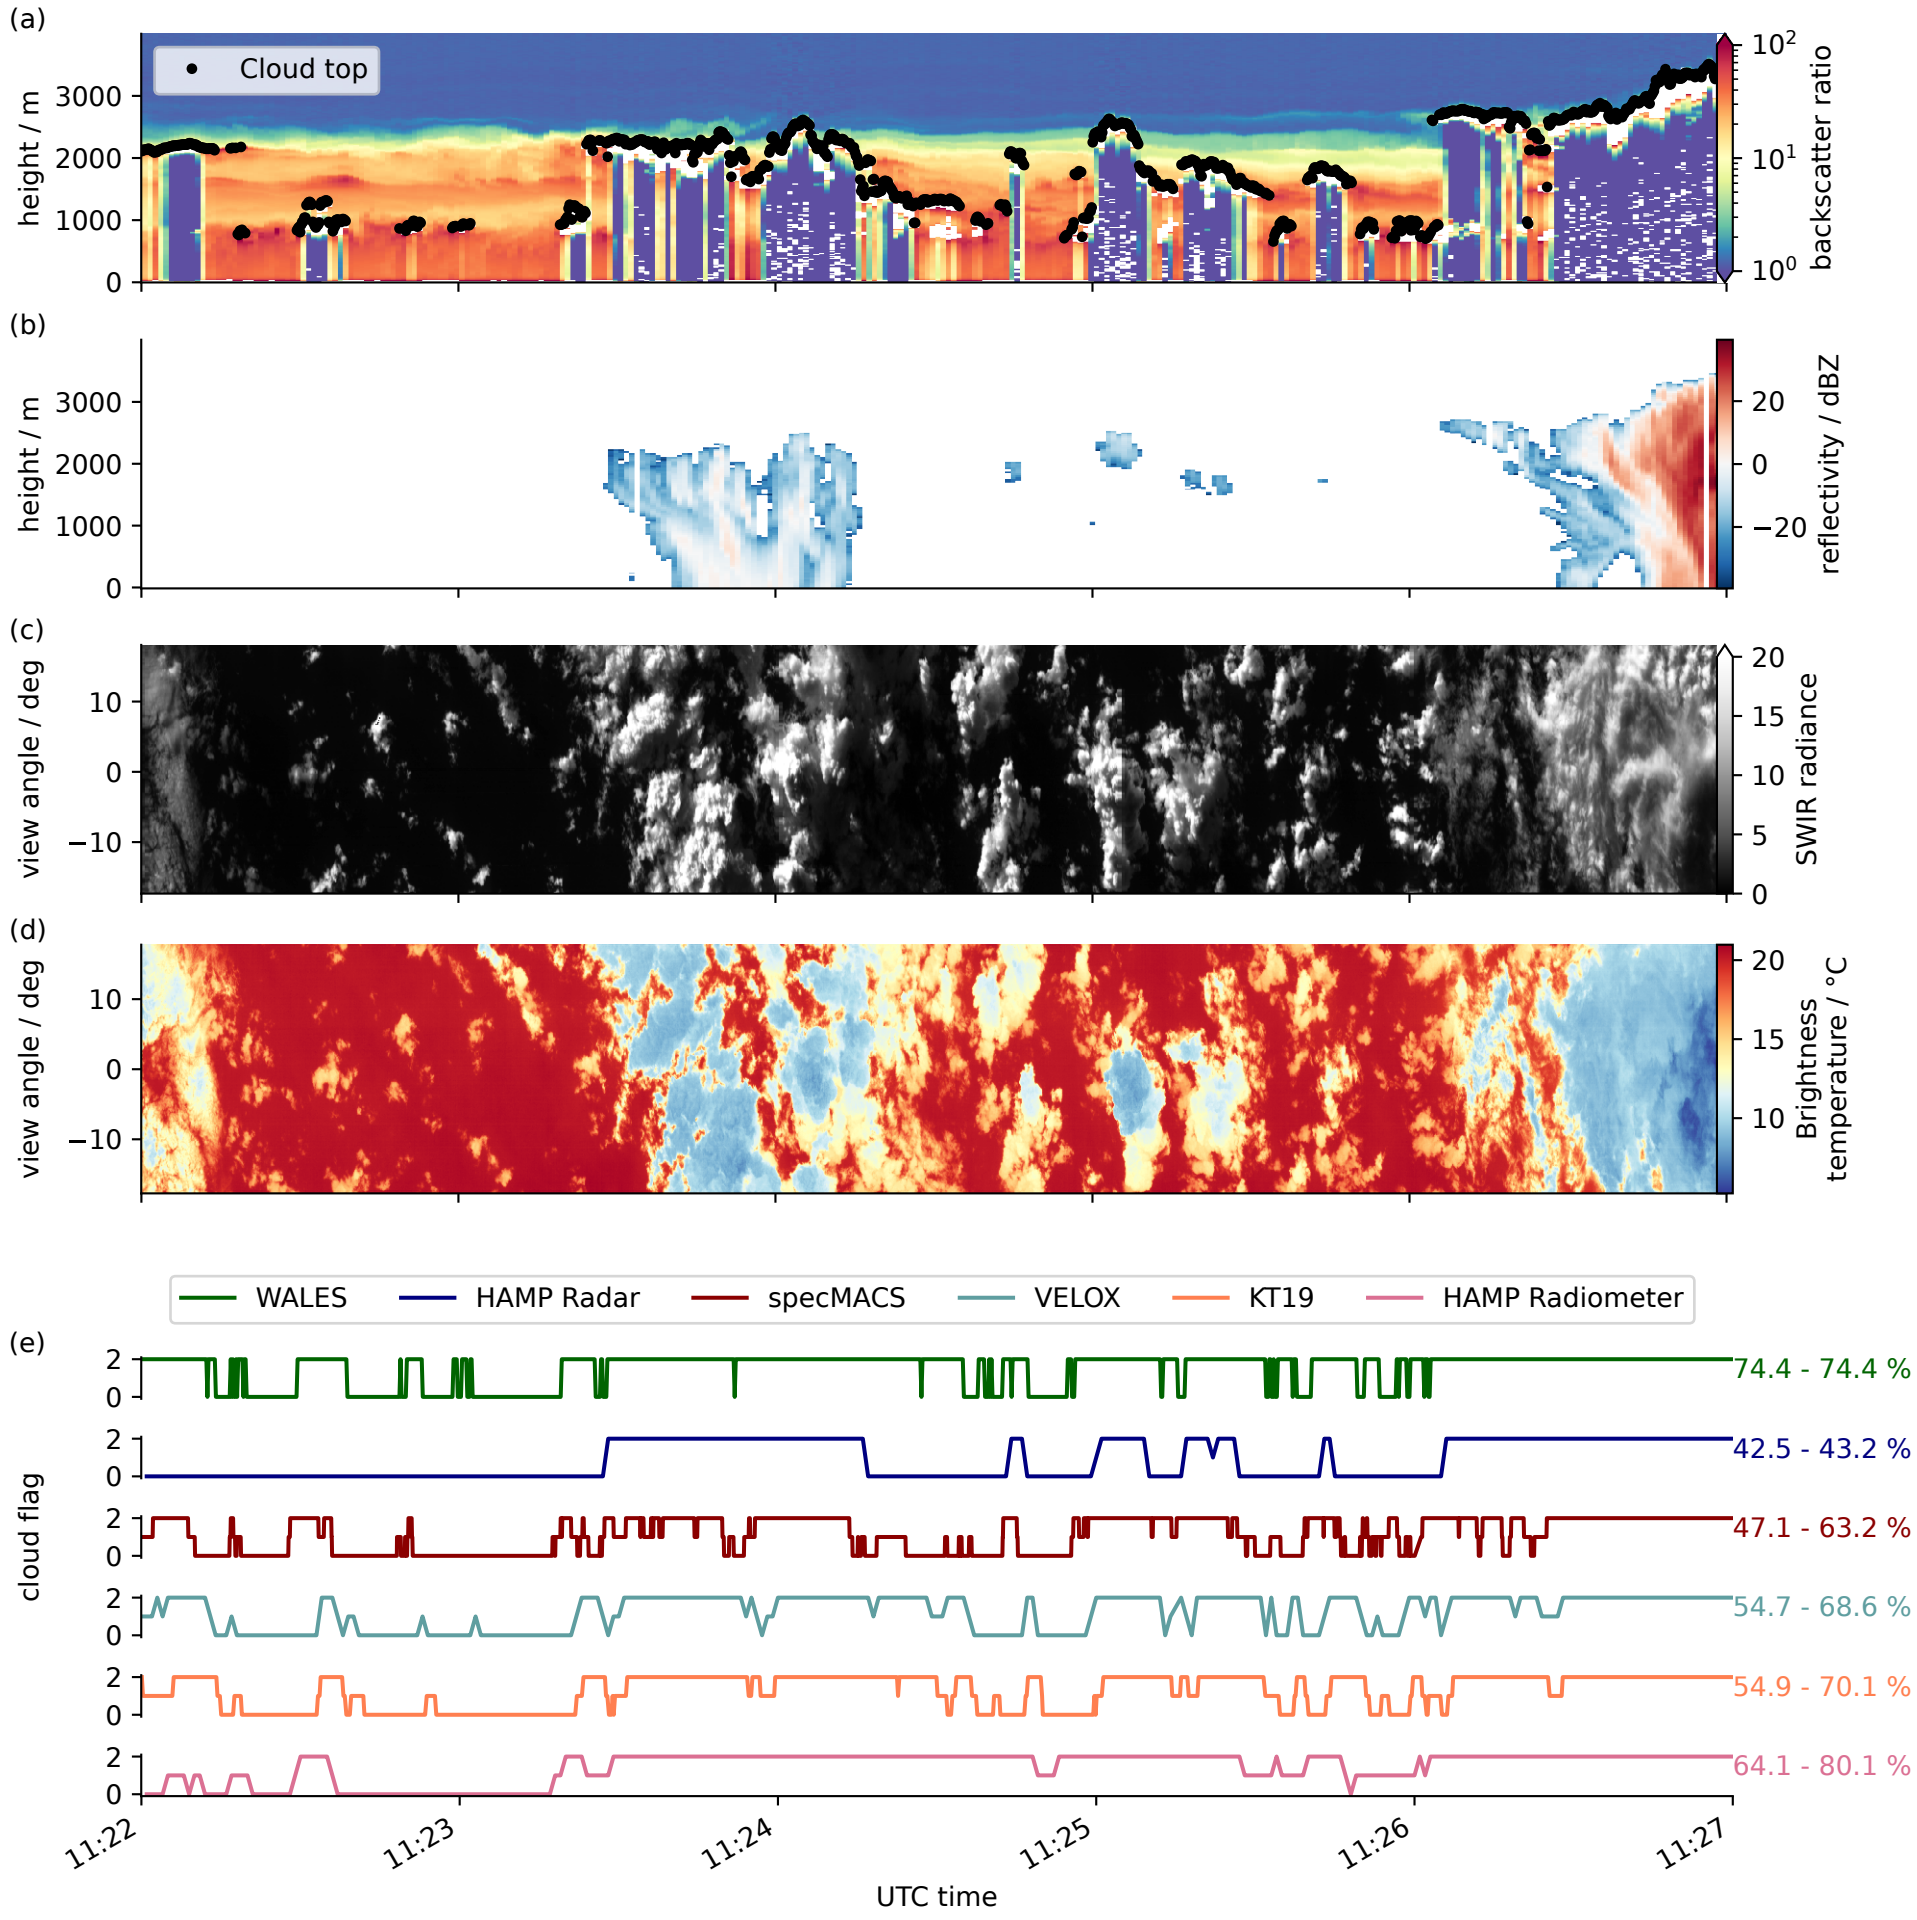 (a)
height / m
3000
2000
1000
0
Cloud top
10²
10¹
10⁰
backscatter ratio
(b)
height / m
3000
2000
1000
0
20
0
−20
reflectivity / dBZ
(c)
view angle / deg
10
0
−10
20
15
10
5
0
SWIR radiance
(d)
view angle / deg
10
0
−10
20
15
10
Brightness
temperature / °C
WALES HAMP Radar specMACS VELOX KT19 HAMP Radiometer
(e)
cloud flag
2
0
74.4 - 74.4 %
2
0
42.5 - 43.2 %
2
0
47.1 - 63.2 %
2
0
54.7 - 68.6 %
2
0
54.9 - 70.1 %
2
0
64.1 - 80.1 %
11:22 11:23 11:24 11:25 11:26 11:27
UTC time